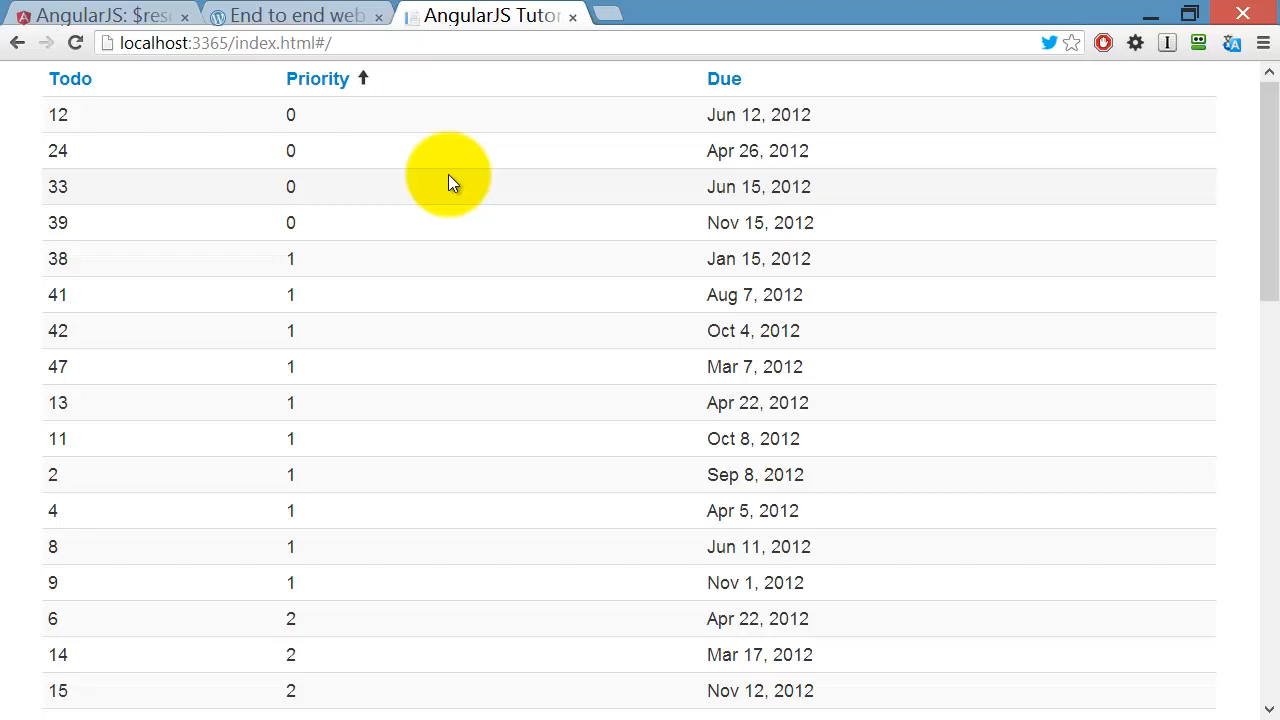 AngularJS: $reso
End to end web
AngularJS Tutor
localhost:3365/index.html#/
Todo Priority Due
12 0 Jun 12, 2012
24 0 Apr 26, 2012
33 0 Jun 15, 2012
39 0 Nov 15, 2012
38 1 Jan 15, 2012
41 1 Aug 7, 2012
42 1 Oct 4, 2012
47 1 Mar 7, 2012
13 1 Apr 22, 2012
11 1 Oct 8, 2012
2 1 Sep 8, 2012
4 1 Apr 5, 2012
8 1 Jun 11, 2012
9 1 Nov 1, 2012
6 2 Apr 22, 2012
14 2 Mar 17, 2012
15 2 Nov 12, 2012